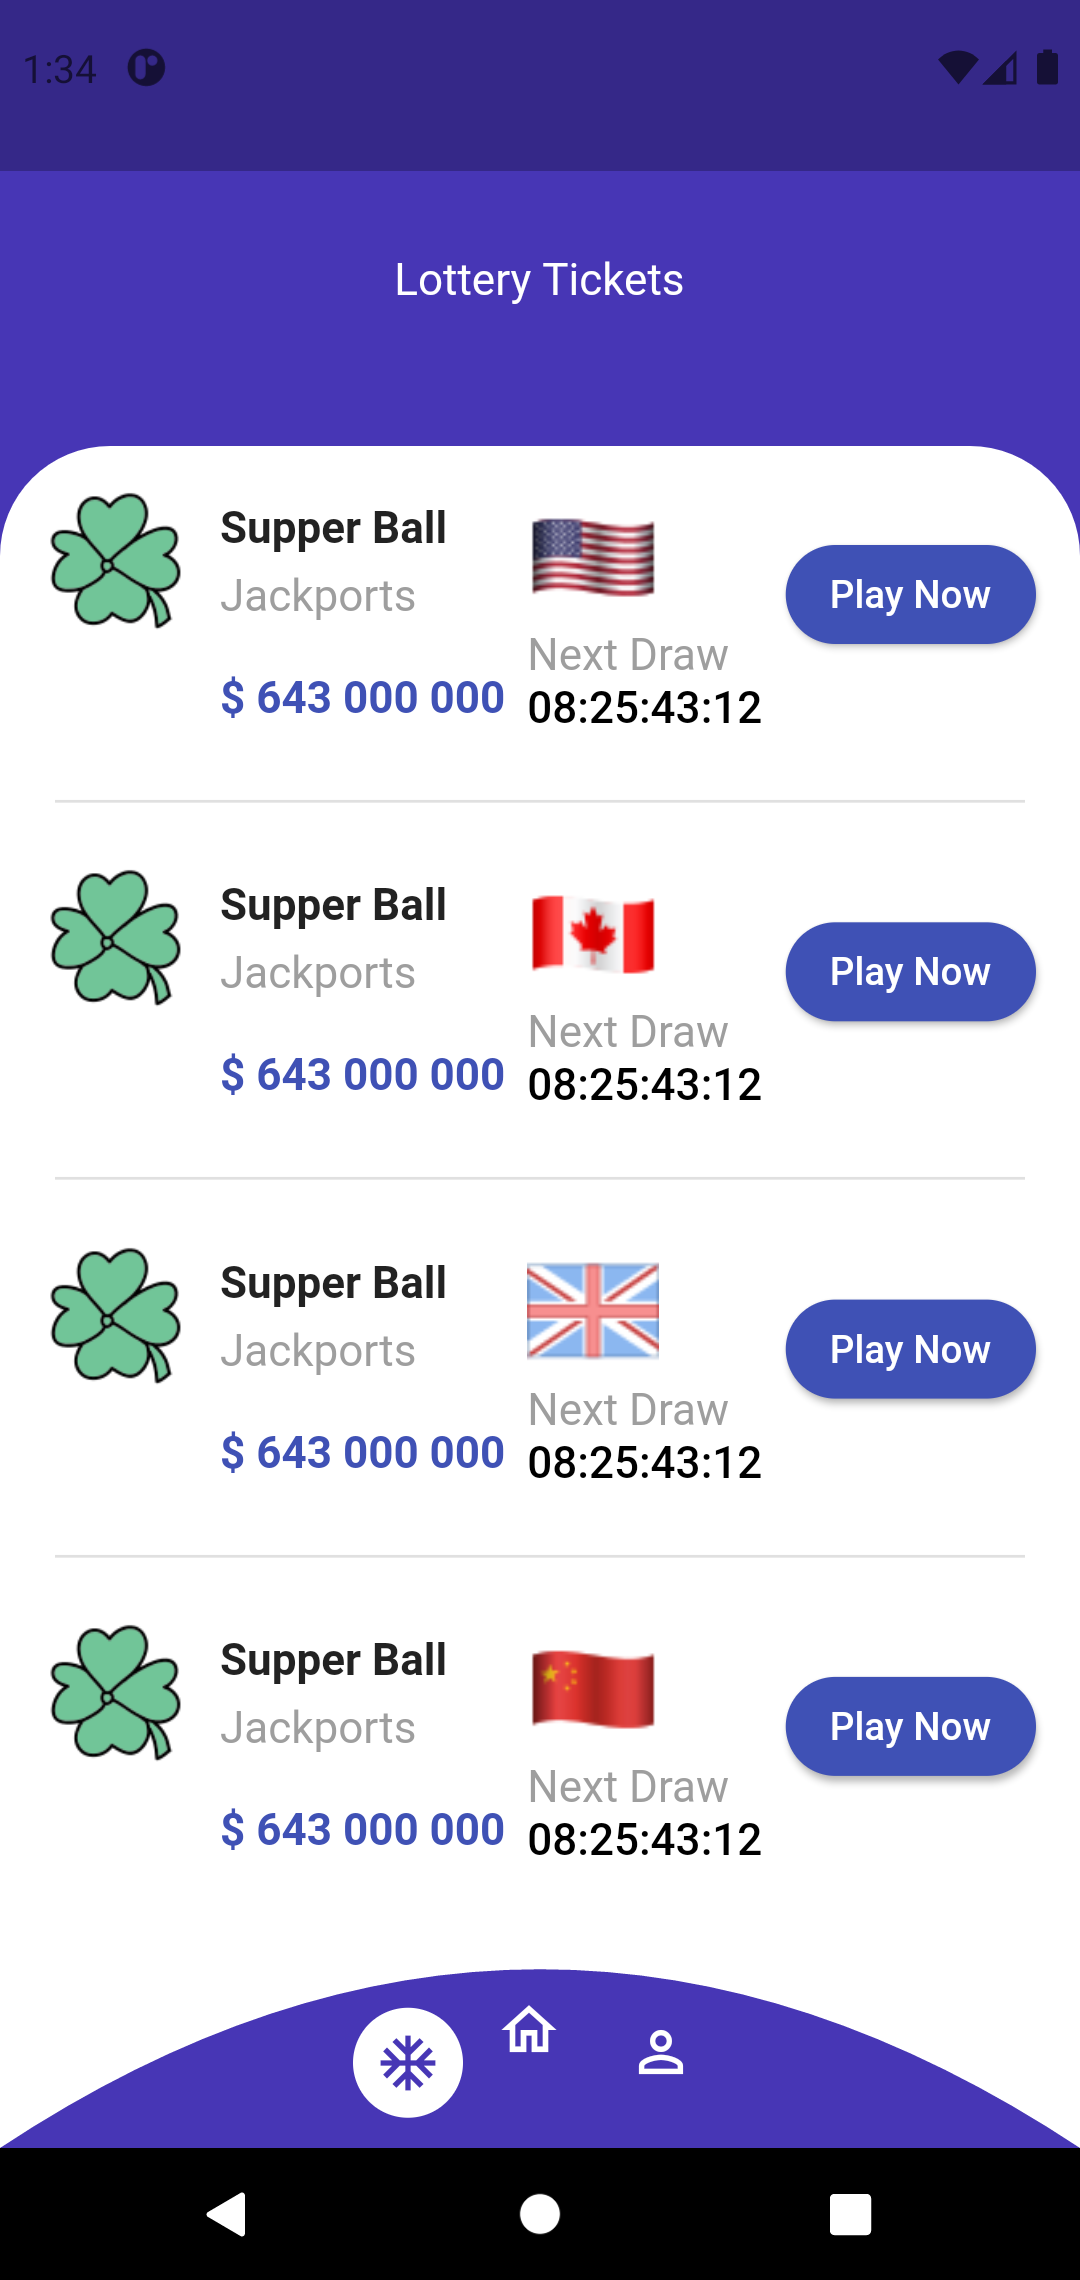 1:34
Lottery Tickets
Supper Ball
Jackports
$ 643 000 000
Next Draw
08:25:43:12
Play Now
Supper Ball
Jackports
$ 643 000 000
Next Draw
08:25:43:12
Play Now
Supper Ball
Jackports
$ 643 000 000
Next Draw
08:25:43:12
Play Now
Supper Ball
Jackports
$ 643 000 000
Next Draw
08:25:43:12
Play Now